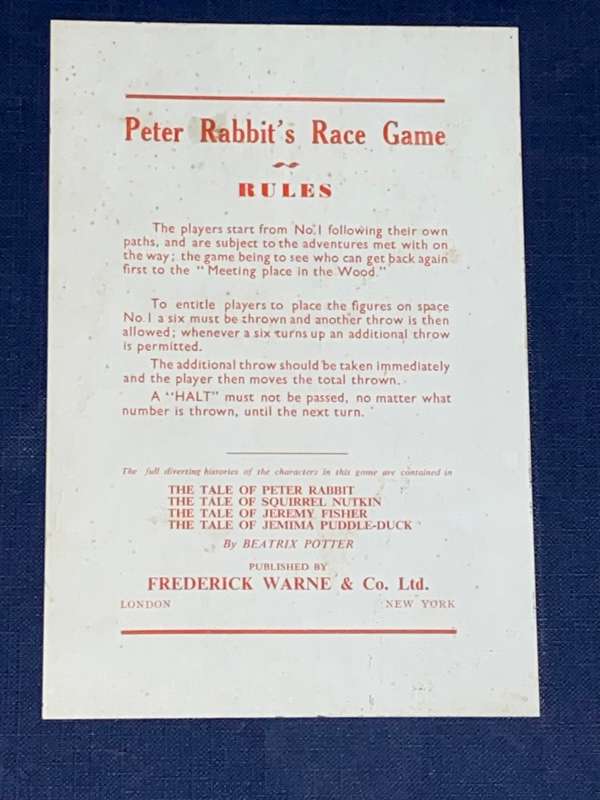 Peter Rabbit's Race Game
RULES
The players start from No. 1 following their own
paths, and are subject to the adventures met with on
the way; the game being to see who can get back again
first to the "Meeting place in the Wood."
To entitle players to place the figures on space
No. 1 a six must be thrown and another throw is then
allowed; whenever a six turns up an additional throw
is permitted.
The additional throw should be taken immediately
and the player then moves the total thrown.
A "HALT" must not be passed, no matter what
number is thrown, until the next turn.
The full diverting histories of the characters in this game are contained in
THE TALE OF PETER RABBIT
THE TALE OF SQUIRREL NUTKIN
THE TALE OF JEREMY FISHER
THE TALE OF JEMIMA PUDDLE-DUCK
By BEATRIX POTTER
PUBLISHED BY
FREDERICK WARNE & Co. Ltd.
LONDON NEW YORK